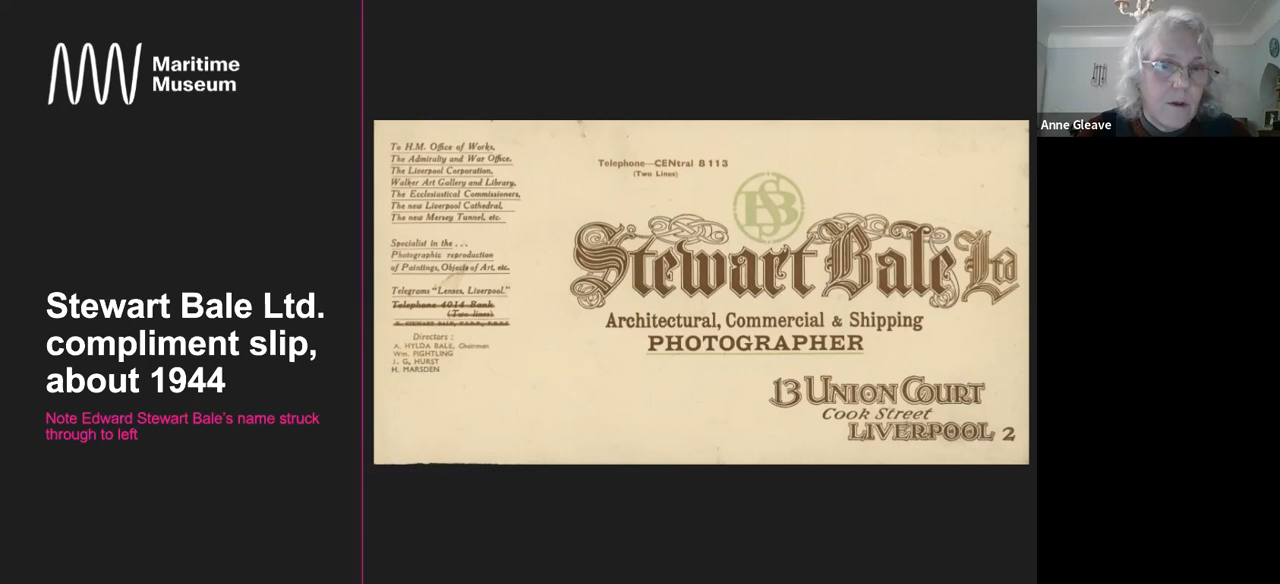 Maritime
Museum
Stewart Bale Ltd.
compliment slip,
about 1944
Note Edward Stewart Bale's name struck
through to left
To H.M. Office of Works,
The Admiralty and War Office.
The Liverpool Corporation,
Walker Art Gallery and Library,
The Ecclesiastical Commissioners,
The new Liverpool Cathedral,
The new Mersey Tunnel, etc.
Specialist in the . . .
Photographic reproduction
of Paintings, Objects of Art, etc.
Telegrams "Lenses, Liverpool."
Telephone 4014 Bank
(Two lines)
Directors :
A. HYLDA BALE, Chairman
Wm. FIGHTLING
J. G. HURST
H. MARSDEN
Telephone—CENtral 8113
(Two Lines)
SB
Stewart Bale Ltd
Architectural, Commercial & Shipping
PHOTOGRAPHER
13 UNION COURT
Cook Street
LIVERPOOL 2
Anne Gleave